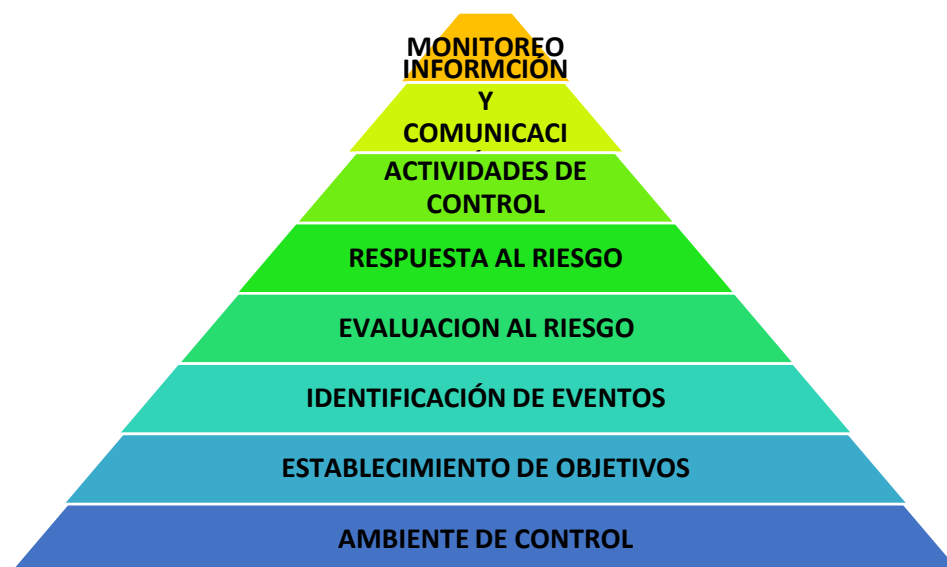 MONITOREO
INFORMCIÓN
Y
COMUNICACI
ACTIVIDADES DE
CONTROL
RESPUESTA AL RIESGO
EVALUACION AL RIESGO
IDENTIFICACIÓN DE EVENTOS
ESTABLECIMIENTO DE OBJETIVOS
AMBIENTE DE CONTROL